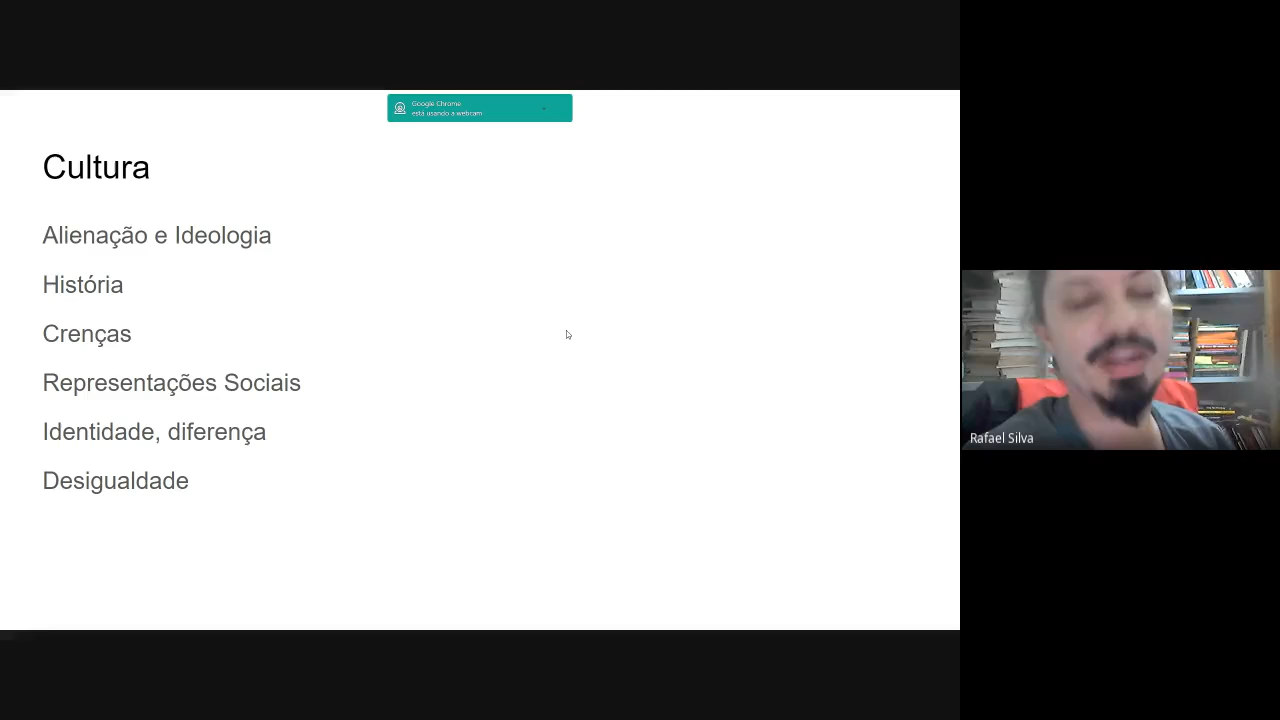 Google Chrome
está usando a webcam
Cultura
Alienação e Ideologia
História
Crenças
Representações Sociais
Identidade, diferença
Desigualdade
Rafael Silva